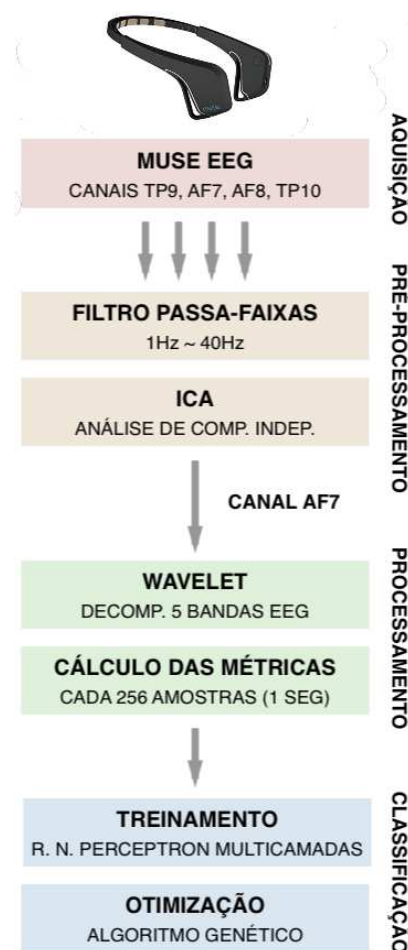 MUSE EEG
CANAIS TP9, AF7, AF8, TP10
AQUISIÇÃO
FILTRO PASSA-FAIXAS
1Hz ~ 40Hz
ICA
ANÁLISE DE COMP. INDEP.
PRE-PROCESSAMENTO
CANAL AF7
WAVELET
DECOMP. 5 BANDAS EEG
CÁLCULO DAS MÉTRICAS
CADA 256 AMOSTRAS (1 SEG)
PROCESSAMENTO
TREINAMENTO
R. N. PERCEPTRON MULTICAMADAS
OTIMIZAÇÃO
ALGORITMO GENÉTICO
CLASSIFICAÇÃO